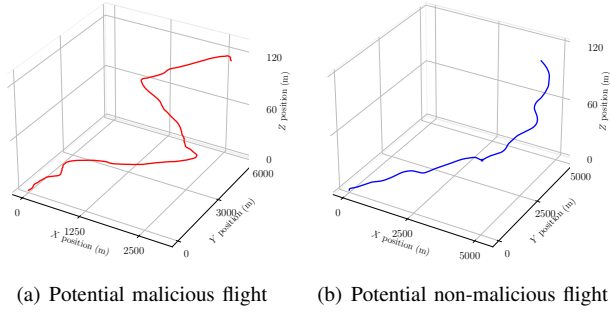 120
60
0
Z position (m)
6000
3000
0
Y position (m)
0
1250
2500
X position (m)
120
60
0
Z position (m)
5000
2500
0
Y position (m)
0
2500
5000
X position (m)
(a) Potential malicious flight
(b) Potential non-malicious flight